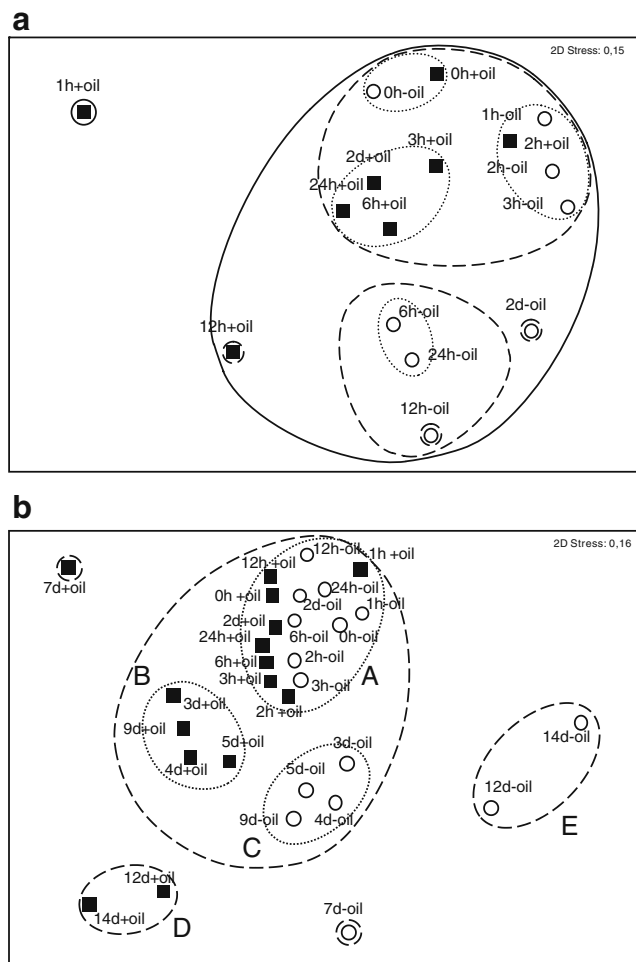 a
2D Stress: 0,15
1h+oil
0h+oil
0h-oil
1h-oil
3h+oil
2h+oil
2d+oil
2h-oil
24h+oil
6h+oil
3h-oil
6h-oil
2d-oil
12h+oil
24h-oil
12h-oil
b
2D Stress: 0,16
12h-oil
1h +oil
12h +oil
7d+oil
24h-oil
0h +oil
2d-oil
1h-oil
2d+oil
24h+oil
6h-oil
0h-oil
6h+oil
2h-oil
B
3h+oil
A
3h-oil
3d+oil
2h +oil
9d+oil
5d+oil
3d-oil
14d-oil
4d+oil
5d-oil
12d-oil
9d-oil
4d-oil
E
C
12d+oil
14d+oil
7d-oil
D